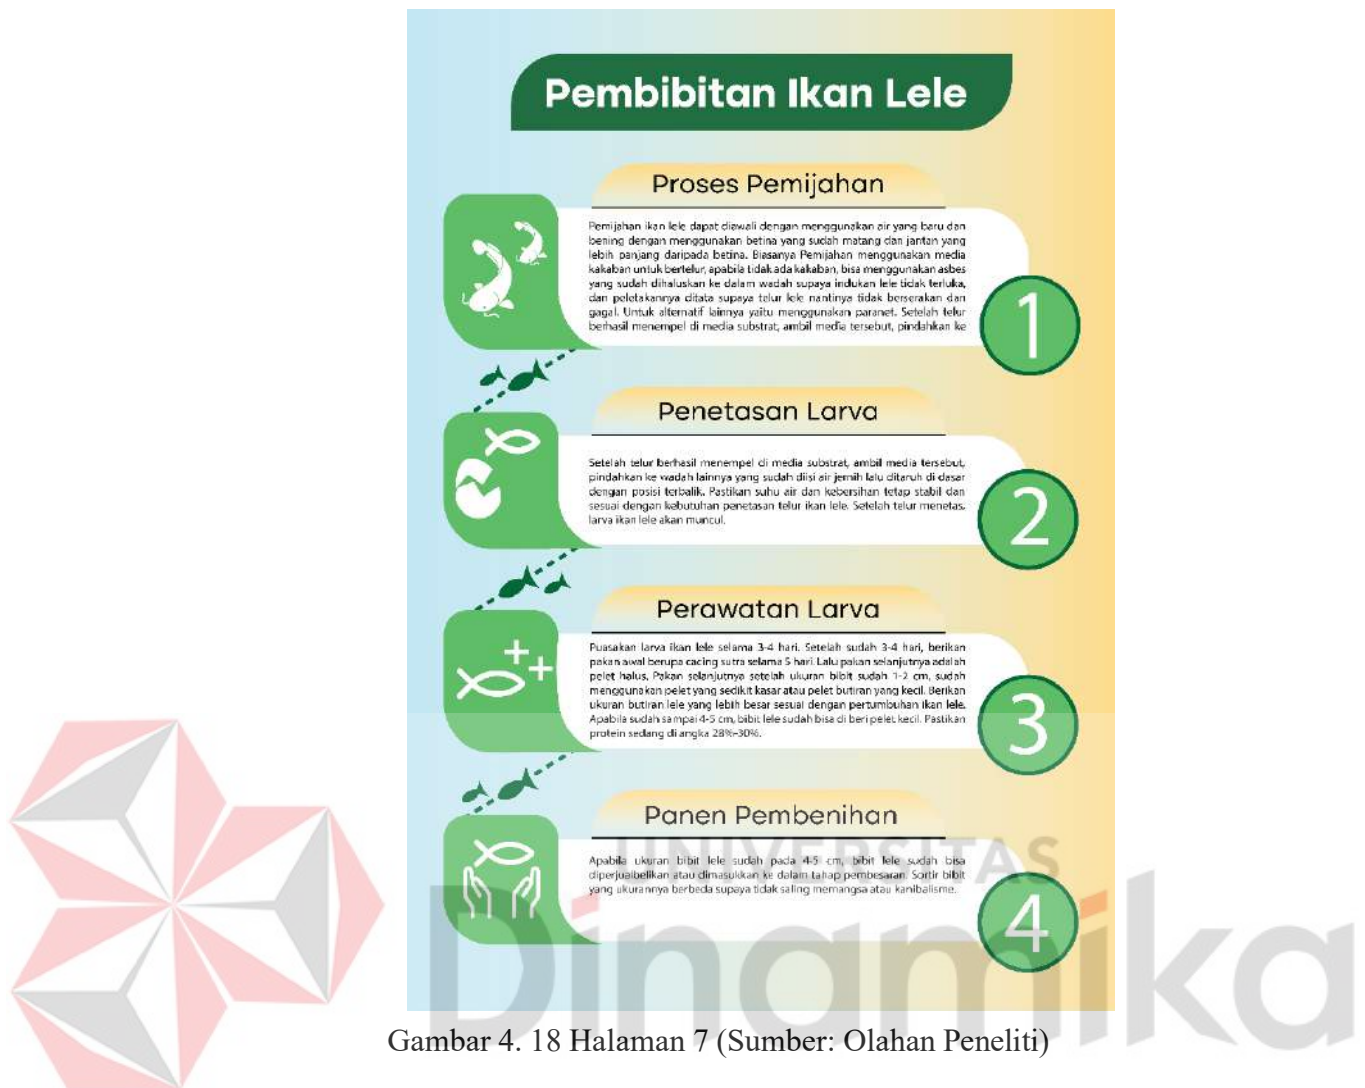 Pembibitan Ikan Lele
Proses Pemijahan
Pemijahan ikan lele dapat diawali dengan menggunakan air yang baru dan
bening dengan menggunakan betina yang sudah matang dan jantan yang
lebih panjang daripada betina. Biasanya Pemijahan menggunakan media
kakaban untuk bertelur, apabila tidak ada kakaban, bisa menggunakan asbes
yang sudah dihaluskan ke dalam wadah supaya indukan lele tidak terluka,
dan peletakannya ditata supaya telur lele nantinya tidak berserakan dan
gagal. Untuk alternatif lainnya yaitu menggunakan paranet. Setelah telur
berhasil menempel di media substrat, ambil media tersebut, pindahkan ke
1
Penetasan Larva
Setelah telur berhasil menempel di media substrat, ambil media tersebut,
pindahkan ke wadah lainnya yang sudah diisi air jernih lalu ditaruh di dasar
dengan posisi terbalik. Pastikan suhu air dan kebersihan tetap stabil dan
sesuai dengan kebutuhan penetasan telur ikan lele. Setelah telur menetas,
larva ikan lele akan muncul.
2
Perawatan Larva
Puasakan larva ikan lele selama 3-4 hari. Setelah sudah 3-4 hari, berikan
pakan awal berupa cacing sutra selama 5 hari. Lalu pakan selanjutnya adalah
pelet halus. Pakan selanjutnya setelah ukuran bibit sudah 1-2 cm, sudah
menggunakan pelet yang sedikit kasar atau pelet butiran yang kecil. Berikan
ukuran butiran lele yang lebih besar sesuai dengan pertumbuhan ikan lele.
Apabila sudah sampai 4-5 cm, bibit lele sudah bisa di beri pelet kecil. Pastikan
protein sedang di angka 28%-30%.
3
Panen Pembenihan
Apabila ukuran bibit lele sudah pada 4-5 cm, bibit lele sudah bisa
diperjualbelikan atau dimasukkan ke dalam tahap pembesaran. Sortir bibit
yang ukurannya berbeda supaya tidak saling memangsa atau kanibalisme.
4
UNIVERSITAS
Dinamika
Gambar 4. 18 Halaman 7 (Sumber: Olahan Peneliti)